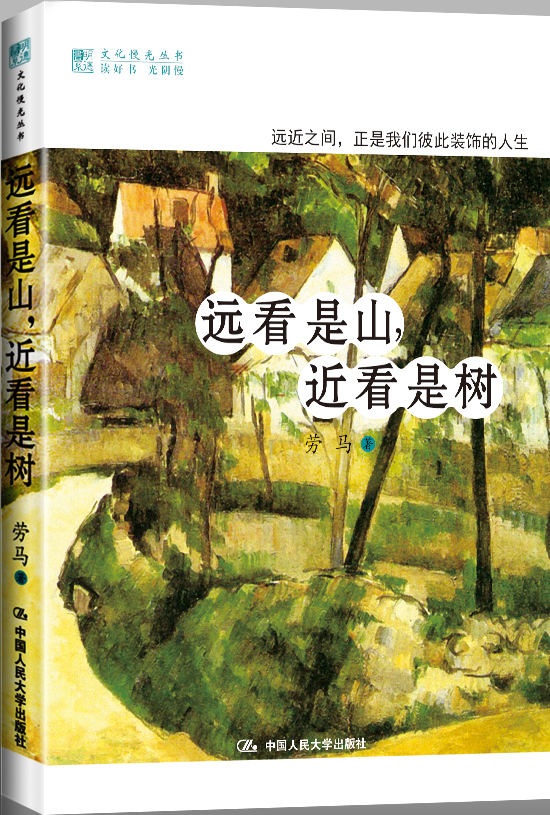 文化慢光丛书
读好书 光阴慢
远近之间，正是我们彼此装饰的人生
远看是山，
近看是树
劳马 著
中国人民大学出版社
文化慢光丛书
远看是山，近看是树
劳马 著
中国人民大学出版社